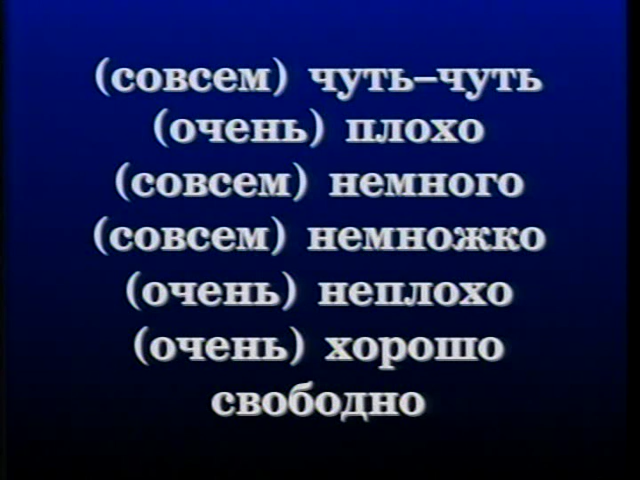 (совсем) чуть–чуть
(очень) плохо
(совсем) немного
(совсем) немножко
(очень) неплохо
(очень) хорошо
свободно